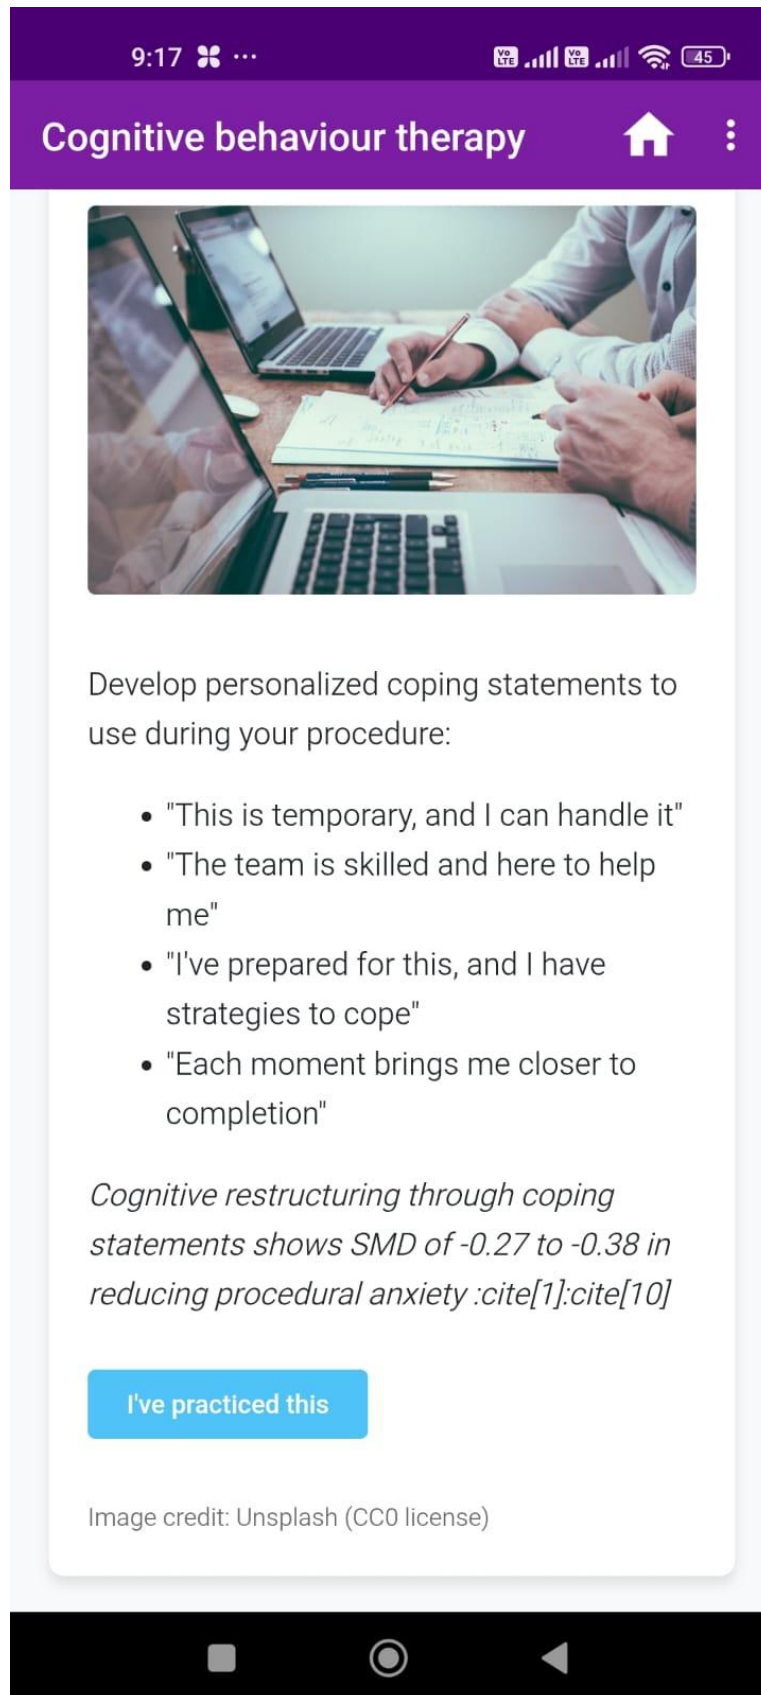 9:17 ...
Vo LTE Vo LTE 45
Cognitive behaviour therapy
Develop personalized coping statements to
use during your procedure:
• "This is temporary, and I can handle it"
• "The team is skilled and here to help
me"
• "I've prepared for this, and I have
strategies to cope"
• "Each moment brings me closer to
completion"
Cognitive restructuring through coping
statements shows SMD of -0.27 to -0.38 in
reducing procedural anxiety :cite[1]:cite[10]
I've practiced this
Image credit: Unsplash (CC0 license)